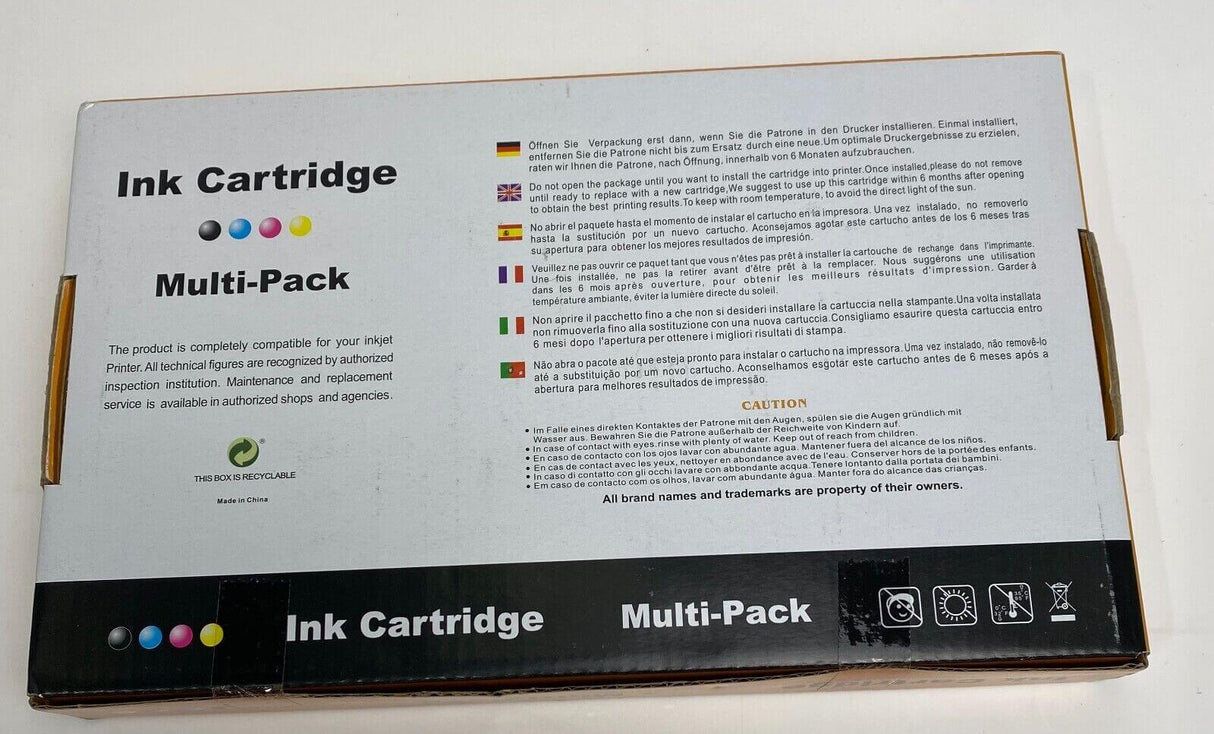 Ink Cartridge
Multi-Pack
The product is completely compatible for your inkjet
Printer. All technical figures are recognized by authorized
inspection institution. Maintenance and replacement
service is available in authorized shops and agencies.
®
THIS BOX IS RECYCLABLE
Made in China
Öffnen Sie Verpackung erst dann, wenn Sie die Patrone in den Drucker installieren. Einmal installiert,
entfernen Sie die Patrone nicht bis zum Ersatz durch eine neue.Um optimale Druckergebnisse zu erzielen,
raten wir Ihnen die Patrone, nach Öffnung, innerhalb von 6 Monaten aufzubrauchen.
Do not open the package until you want to install the cartridge into printer.Once installed,please do not remove
until ready to replace with a new cartridge,We suggest to use up this cartridge within 6 months after opening
to obtain the best printing results.To keep with room temperature, to avoid the direct light of the sun.
No abrir el paquete hasta el momento de instalar el cartucho en la impresora. Una vez instalado, no removerlo
hasta la sustitución por un nuevo cartucho. Aconsejamos agotar este cartucho antes de los 6 meses tras
su apertura para obtener los mejores resultados de impresión.
Veuillez ne pas ouvrir ce paquet tant que vous n'êtes pas prêt à installer la cartouche de rechange dans l'imprimante.
Une fois installée, ne pas la retirer avant d'être prêt à la remplacer. Nous suggérons une utilisation
dans les 6 mois après ouverture, pour obtenir les meilleurs résultats d'impression. Garder à
température ambiante, éviter la lumière directe du soleil.
Non aprire il pacchetto fino a che non si desideri installare la cartuccia nella stampante.Una volta installata
non rimuoverla fino alla sostituzione con una nuova cartuccia.Consigliamo esaurire questa cartuccia entro
6 mesi dopo l'apertura per ottenere i migliori risultati di stampa.
Não abra o pacote até que esteja pronto para instalar o cartucho na impressora.Uma vez instalado, não removê-lo
até a substituição por um novo cartucho. Aconselhamos esgotar este cartucho antes de 6 meses após a
abertura para melhores resultados de impressão.
CAUTION
• Im Falle eines direkten Kontaktes der Patrone mit den Augen, spülen sie die Augen gründlich mit
Wasser aus. Bewahren Sie die Patrone außerhalb der Reichweite von Kindern auf.
• In case of contact with eyes.rinse with plenty of water. Keep out of reach from children.
• En caso de contacto con los ojos lavar con abundante agua. Mantener fuera del alcance de los niños.
• En cas de contact avec les yeux, nettoyer en abondance avec de l'eau. Conserver hors de la portée des enfants.
• In caso di contatto con gli occhi lavare con abbondante acqua.Tenere lontanto dalla portata dei bambini.
• Em caso de contacto com os olhos, lavar com abundante água. Manter fora do alcance das crianças.
All brand names and trademarks are property of their owners.
Ink Cartridge
Multi-Pack
35°C
95°F
0°C
32°F